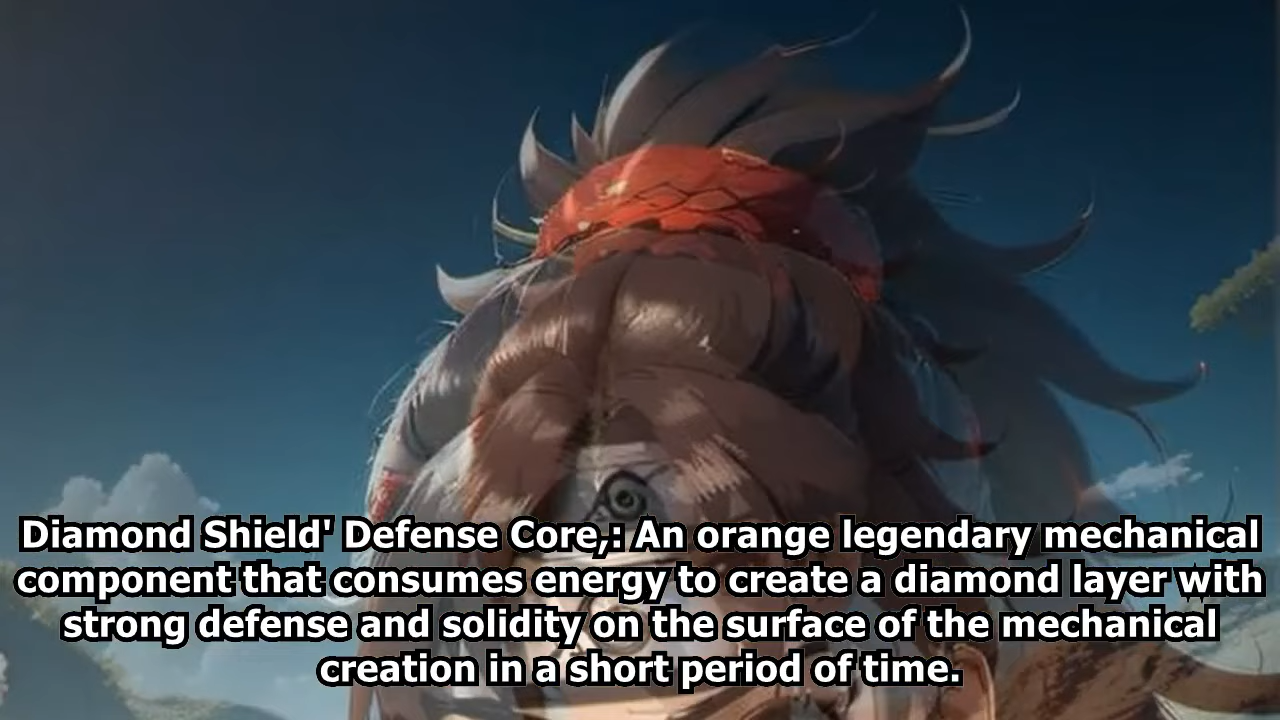 Diamond Shield' Defense Core,: An orange legendary mechanical
component that consumes energy to create a diamond layer with
strong defense and solidity on the surface of the mechanical
creation in a short period of time.